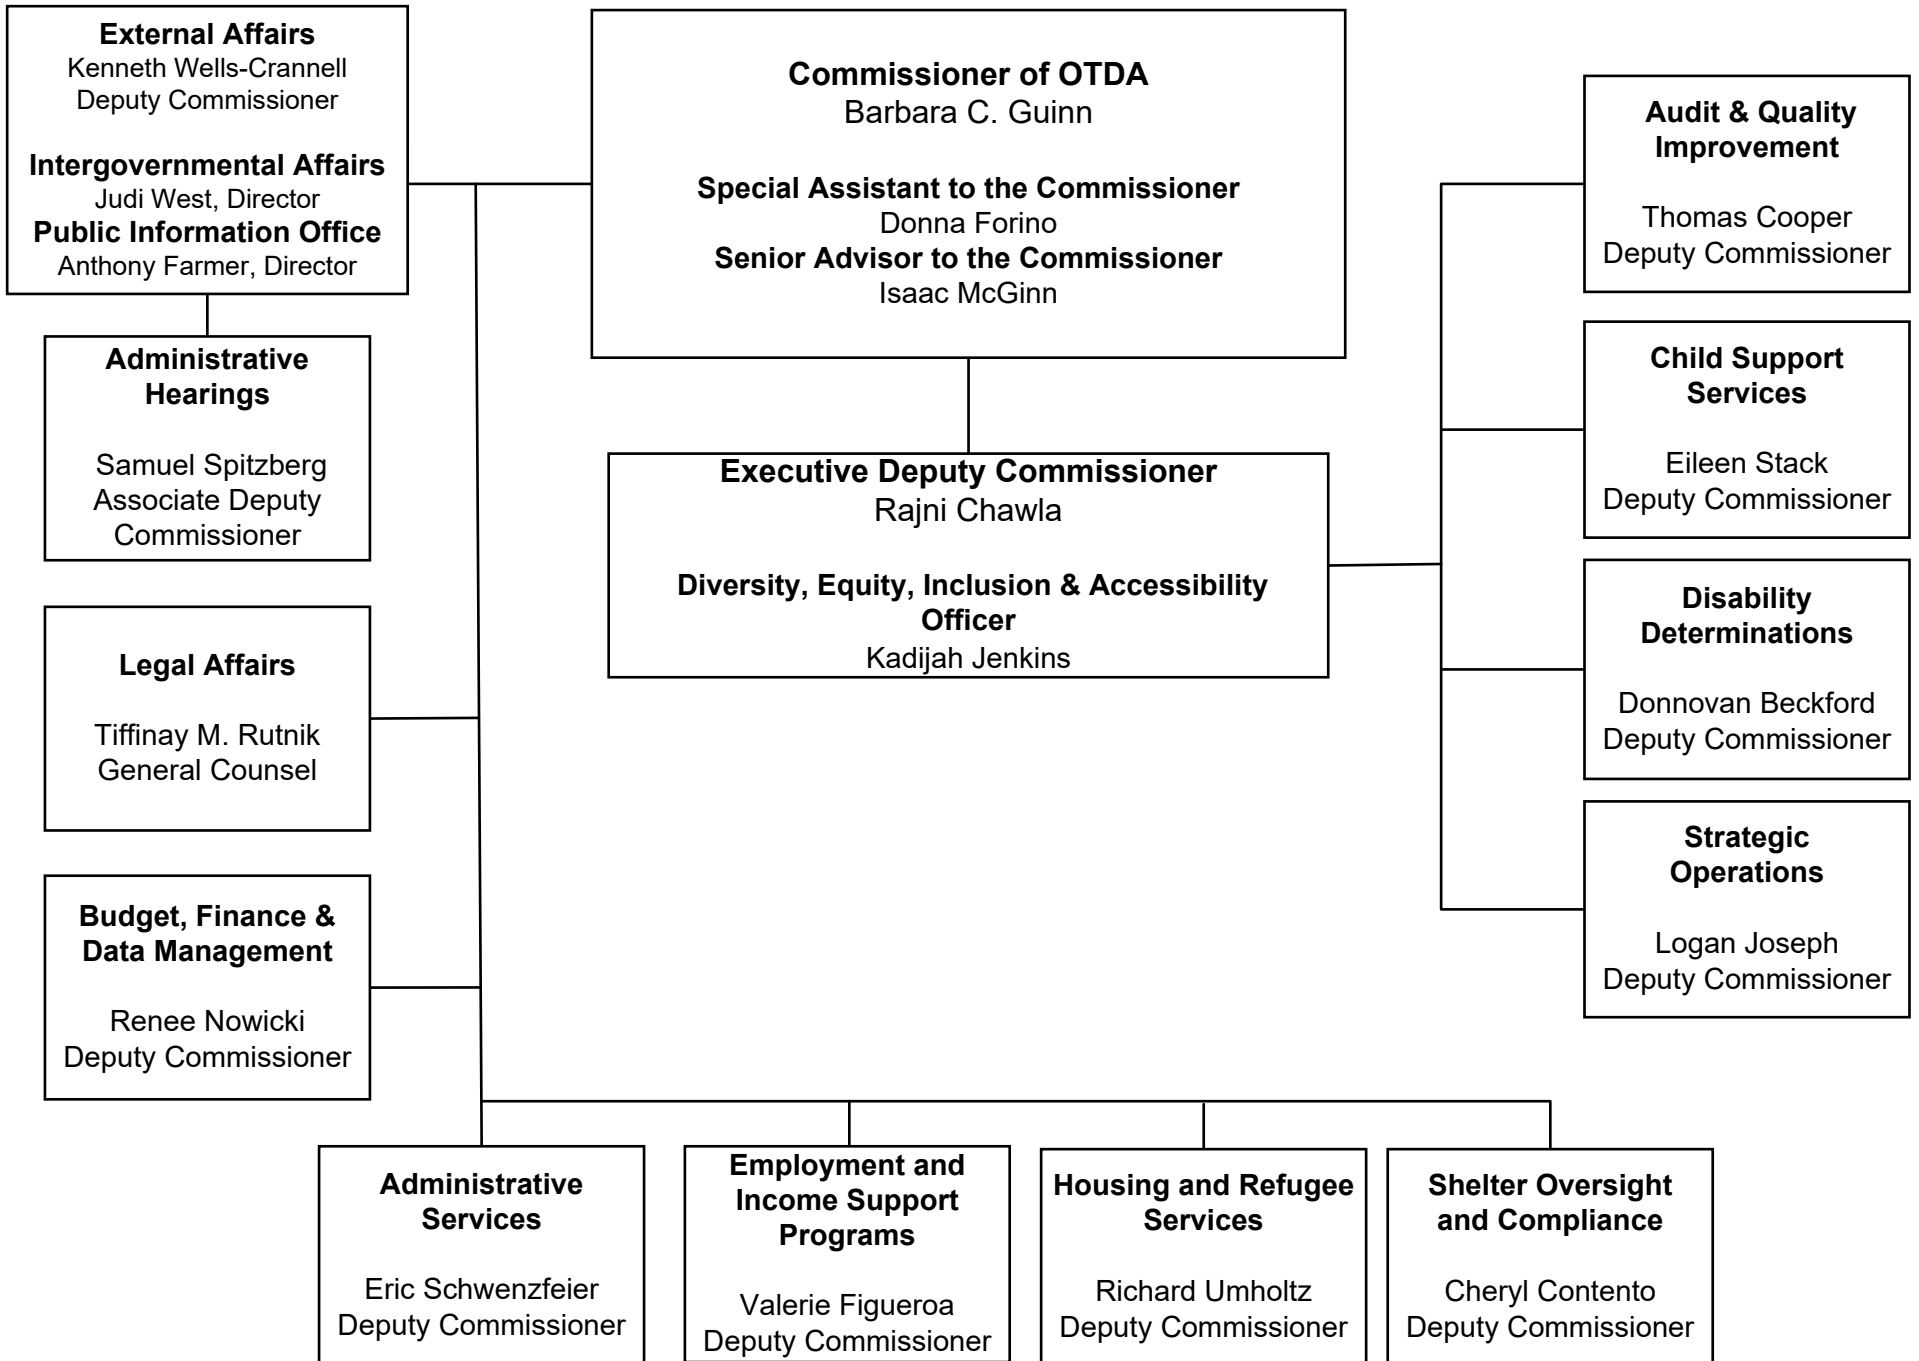 External Affairs
Kenneth Wells-Crannell
Deputy Commissioner
Intergovernmental Affairs
Judi West, Director
Public Information Office
Anthony Farmer, Director
Commissioner of OTDA
Barbara C. Guinn
Special Assistant to the Commissioner
Donna Forino
Senior Advisor to the Commissioner
Isaac McGinn
Audit & Quality
Improvement
Thomas Cooper
Deputy Commissioner
Administrative
Hearings
Samuel Spitzberg
Associate Deputy
Commissioner
Executive Deputy Commissioner
Rajni Chawla
Diversity, Equity, Inclusion & Accessibility
Officer
Kadijah Jenkins
Child Support
Services
Eileen Stack
Deputy Commissioner
Legal Affairs
Tiffinay M. Rutnik
General Counsel
Disability
Determinations
Donnovan Beckford
Deputy Commissioner
Budget, Finance &
Data Management
Renee Nowicki
Deputy Commissioner
Strategic
Operations
Logan Joseph
Deputy Commissioner
Administrative
Services
Eric Schwenzfeier
Deputy Commissioner
Employment and
Income Support
Programs
Valerie Figueroa
Deputy Commissioner
Housing and Refugee
Services
Richard Umholtz
Deputy Commissioner
Shelter Oversight
and Compliance
Cheryl Contento
Deputy Commissioner